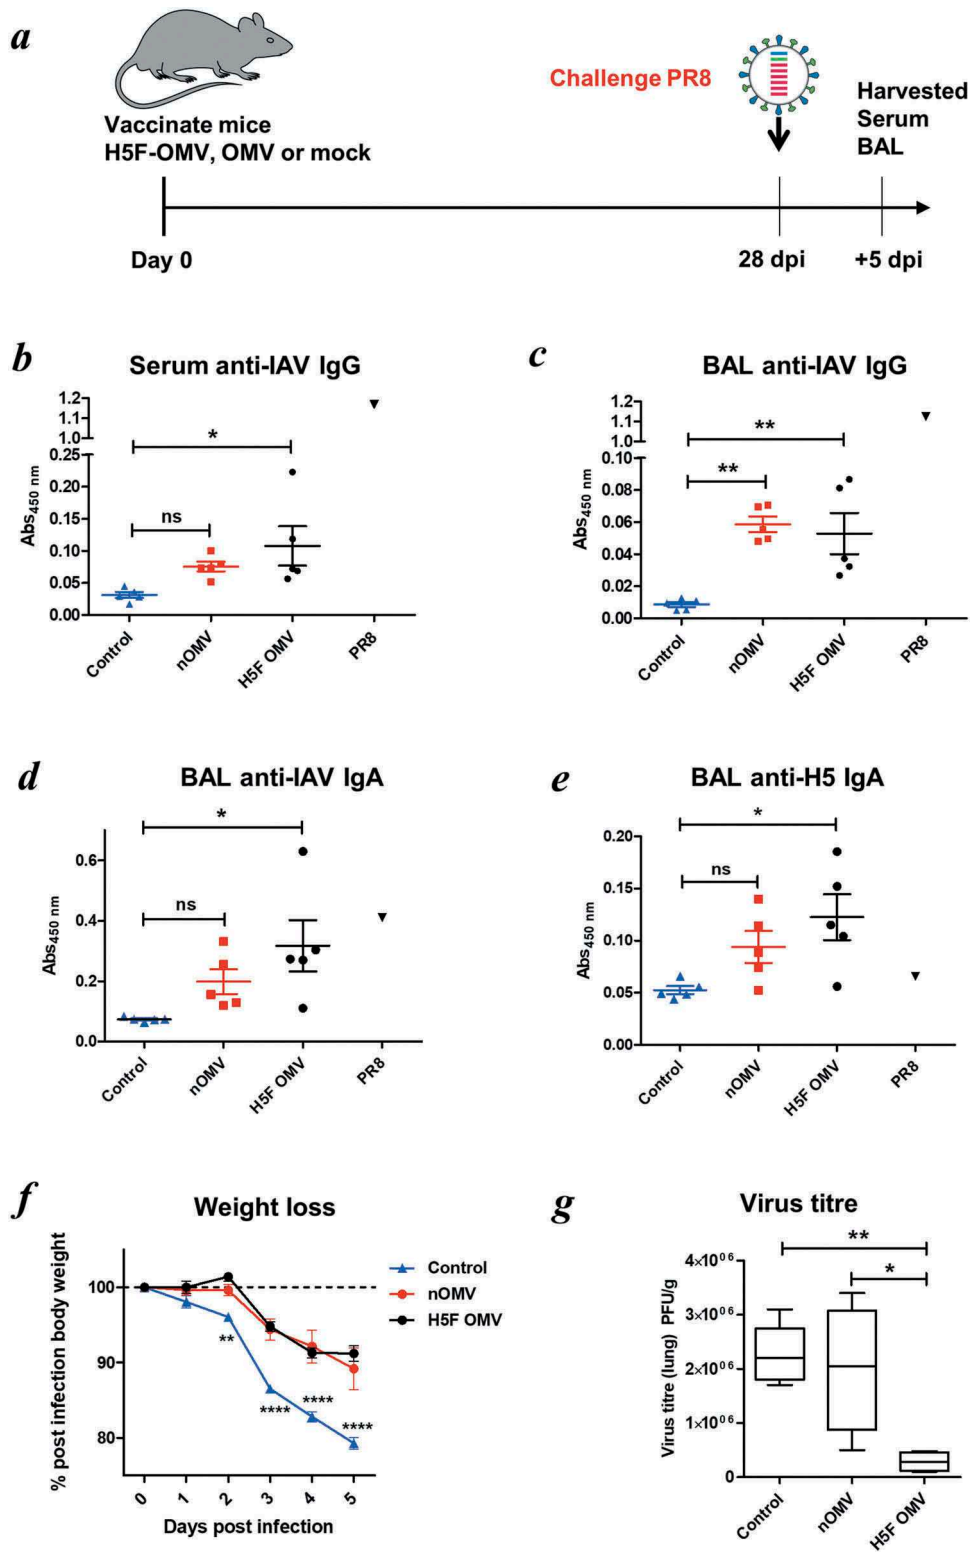 a
Vaccinate mice
H5F-OMV, OMV or mock
Challenge PR8
Harvested
Serum
BAL
Day 0
28 dpi
+5 dpi
b
Serum anti-IAV IgG
Abs450 nm
1.2
1.1
1.0
0.25
0.20
0.15
0.10
0.05
0.00
*
ns
Control
nOMV
H5F OMV
PR8
c
BAL anti-IAV IgG
Abs450 nm
1.2
1.1
1.0
0.10
0.08
0.06
0.04
0.02
0.00
**
**
Control
nOMV
H5F OMV
PR8
d
BAL anti-IAV IgA
Abs450 nm
0.6
0.4
0.2
0.0
*
ns
Control
nOMV
H5F OMV
PR8
e
BAL anti-H5 IgA
Abs450 nm
0.20
0.15
0.10
0.05
0.00
*
ns
Control
nOMV
H5F OMV
PR8
f
Weight loss
% post infection body weight
100
90
80
**
****
****
****
0 1 2 3 4 5
Days post infection
Control
nOMV
H5F OMV
g
Virus titre
Virus titre (lung) PFU/g
4×10⁰⁶
3×10⁰⁶
2×10⁰⁶
1×10⁰⁶
0
**
*
Control
nOMV
H5F OMV